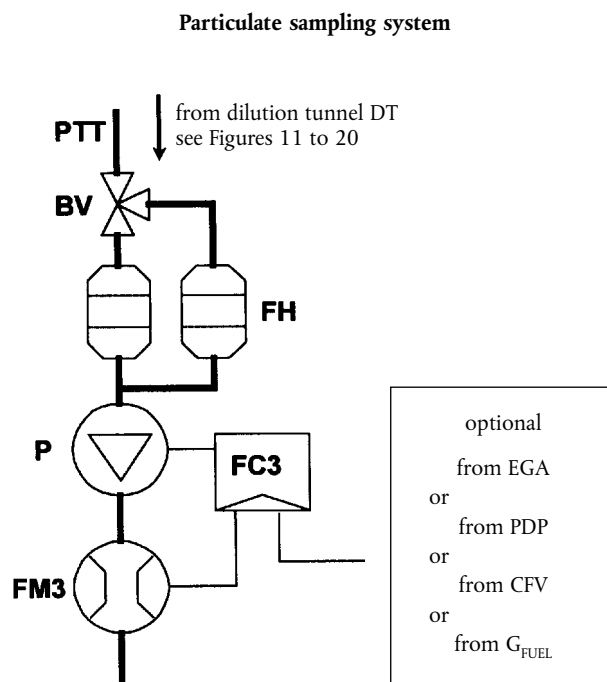 Particulate sampling system
from dilution tunnel DT
see Figures 11 to 20
PTT
BV
FH
P
FC3
FM3
optional
from EGA
or
from PDP
or
from CFV
or
from G_FUEL